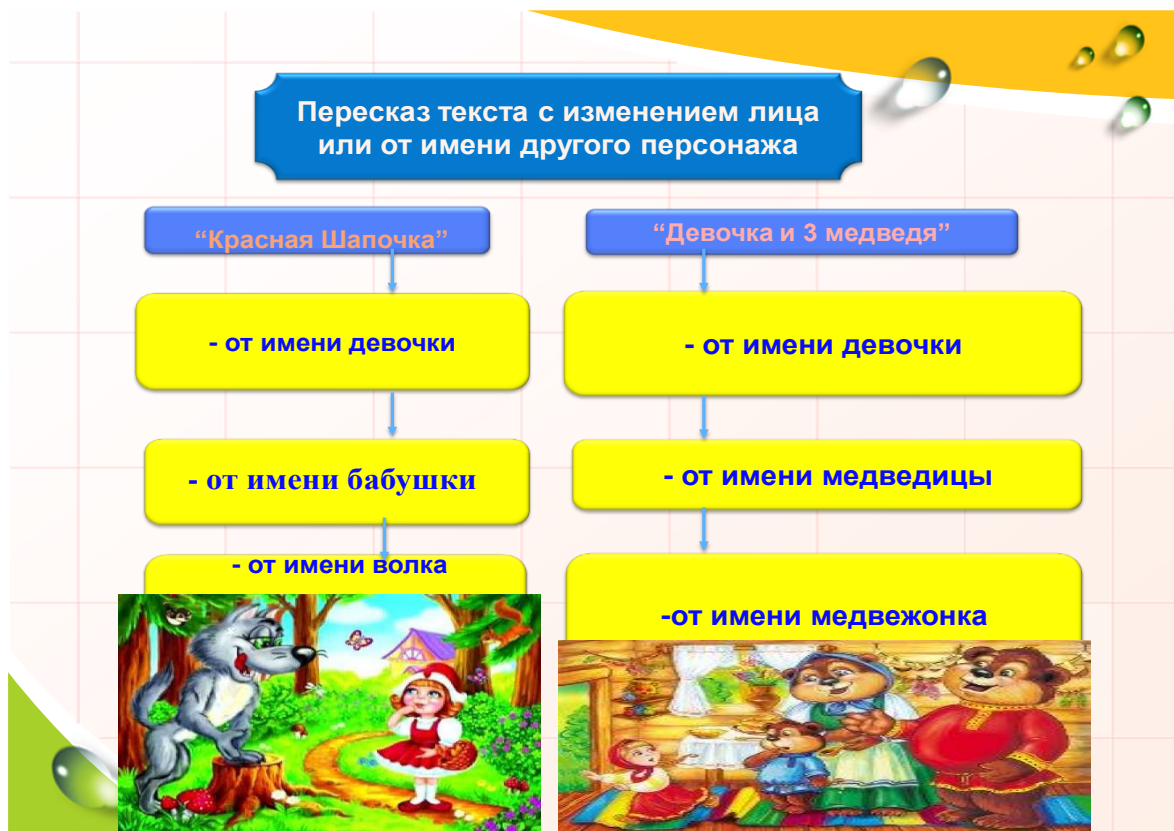 Пересказ текста с изменением лица
или от имени другого персонажа
“Красная Шапочка”
- от имени девочки
- от имени бабушки
- от имени волка
“Девочка и 3 медведя”
- от имени девочки
- от имени медведицы
-от имени медвежонка